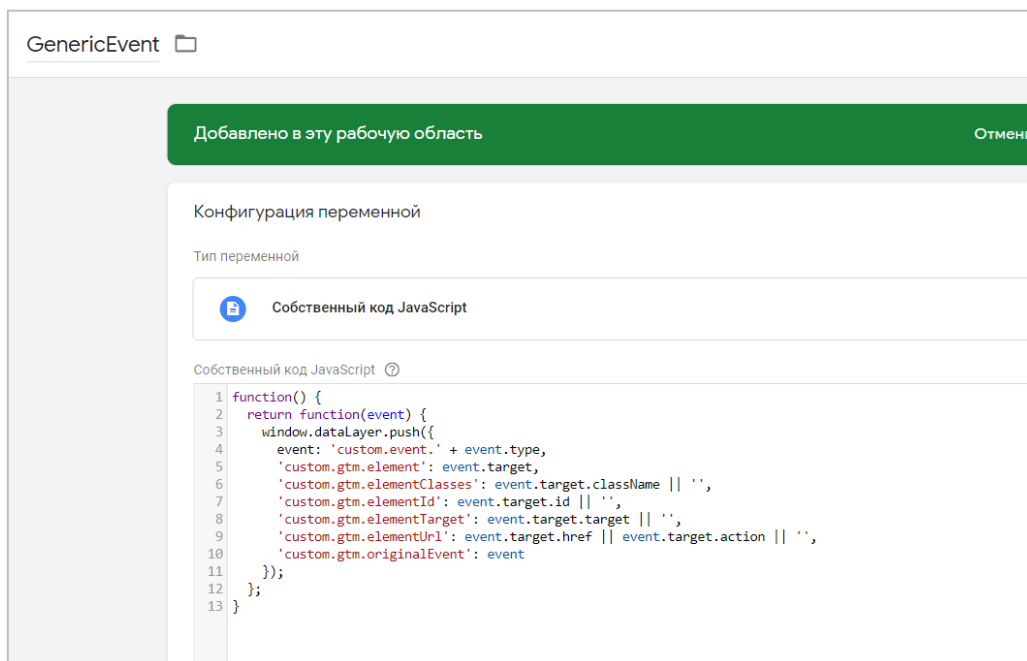 GenericEvent
Добавлено в эту рабочую область
Отмени
Конфигурация переменной
Тип переменной
Собственный код JavaScript
Собственный код JavaScript ?
1 function() {
2   return function(event) {
3     window.dataLayer.push({
4       event: 'custom.event.' + event.type,
5       'custom.gtm.element': event.target,
6       'custom.gtm.elementClasses': event.target.className || '',
7       'custom.gtm.elementId': event.target.id || '',
8       'custom.gtm.elementTarget': event.target.target || '',
9       'custom.gtm.elementUrl': event.target.href || event.target.action || '',
10       'custom.gtm.originalEvent': event
11     });
12   };
13 }